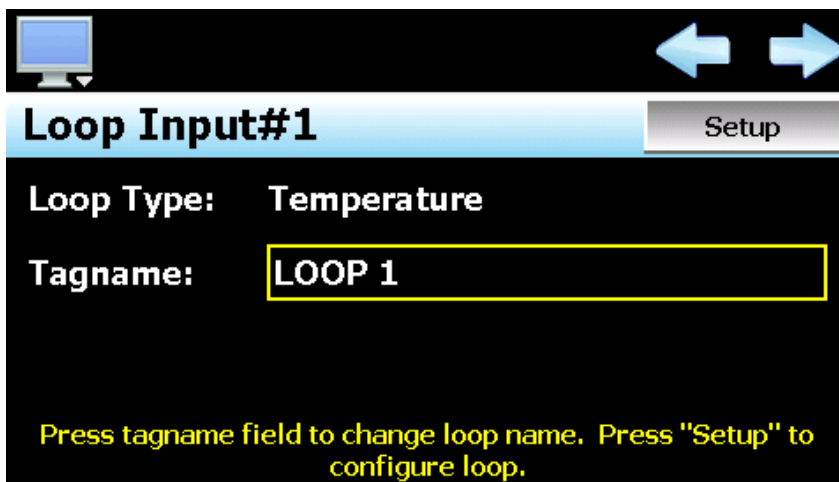 Loop Input#1
Setup
Loop Type: Temperature
Tagname: LOOP 1
Press tagname field to change loop name. Press "Setup" to
configure loop.